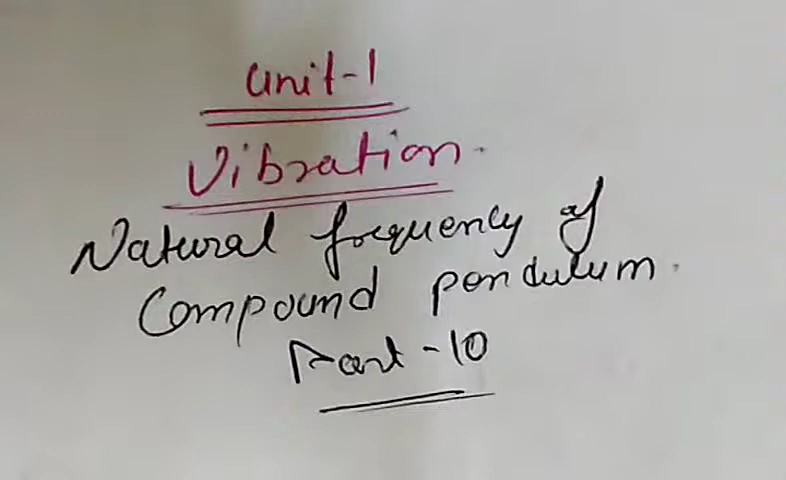 Unit-1
Vibration.
Natural frequency of
Compound pendulum.
Part-10